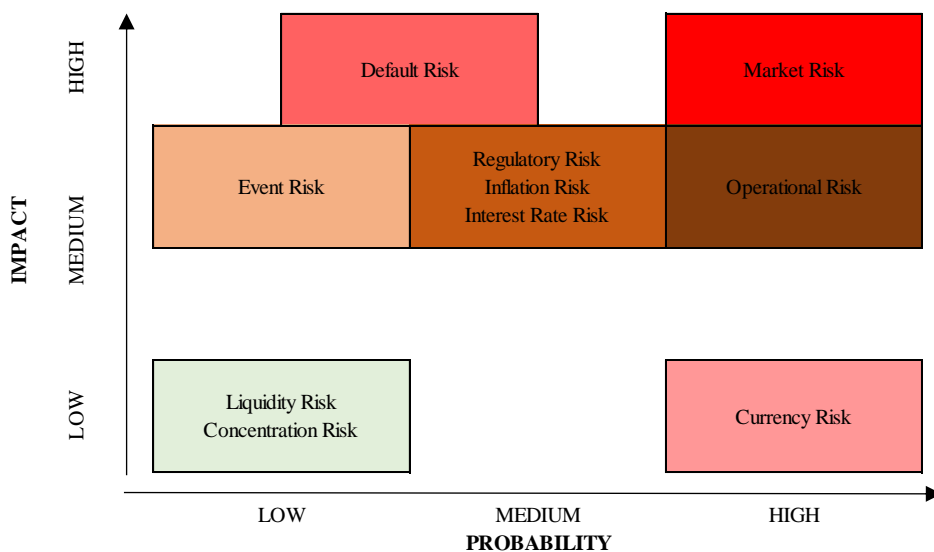 HIGH
Default Risk
Market Risk
IMPACT
MEDIUM
Event Risk
Regulatory Risk
Inflation Risk
Interest Rate Risk
Operational Risk
LOW
Liquidity Risk
Concentration Risk
Currency Risk
LOW
MEDIUM
HIGH
PROBABILITY